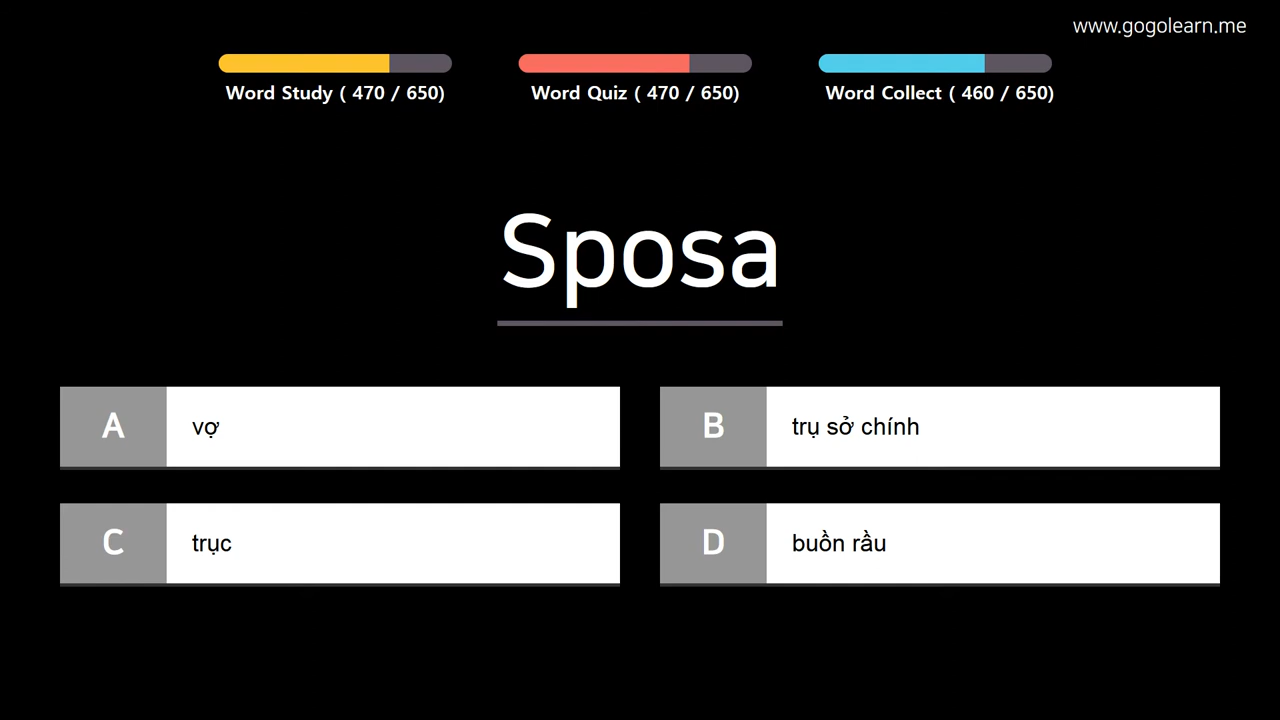 www.gogolearn.me
Word Study ( 470 / 650)
Word Quiz ( 470 / 650)
Word Collect ( 460 / 650)
Sposa
A vợ
B trụ sở chính
C trục
D buồn rầu